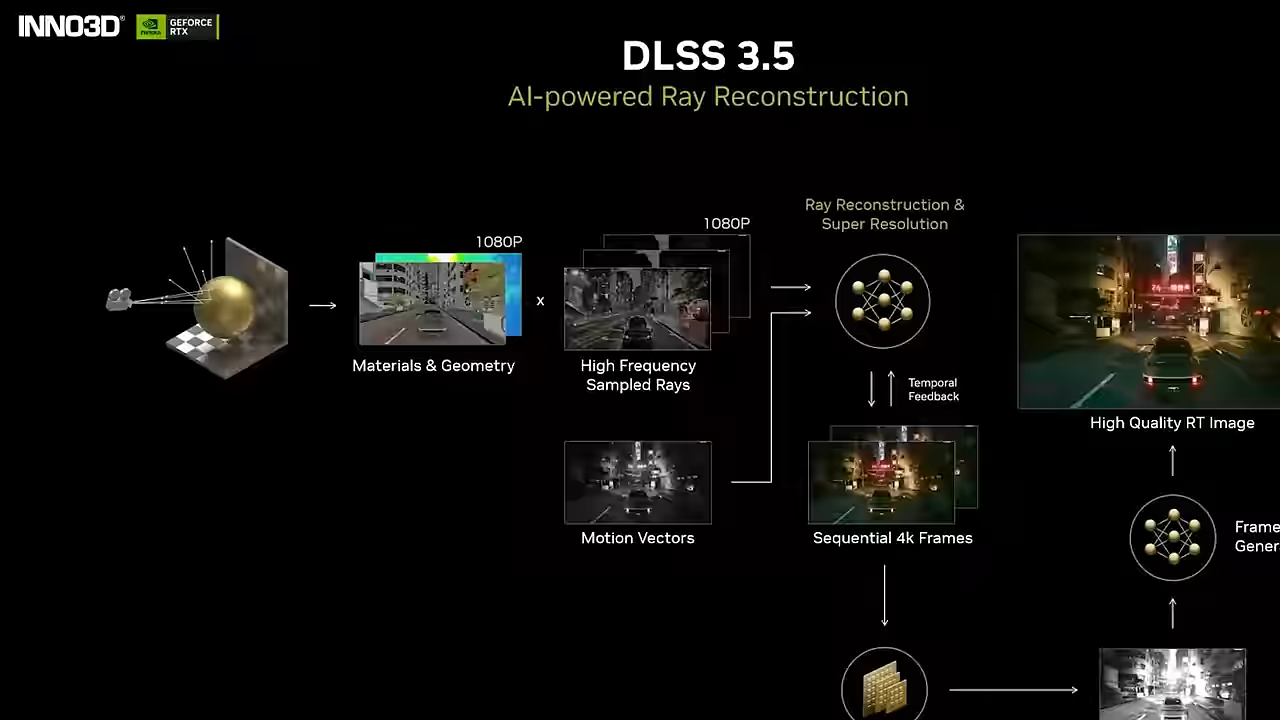 INNO3D
NVIDIA
GEFORCE
RTX
DLSS 3.5
AI-powered Ray Reconstruction
1080P
x
Materials & Geometry
1080P
High Frequency
Sampled Rays
Motion Vectors
Ray Reconstruction &
Super Resolution
Temporal
Feedback
Sequential 4k Frames
High Quality RT Image
Frame
Gener